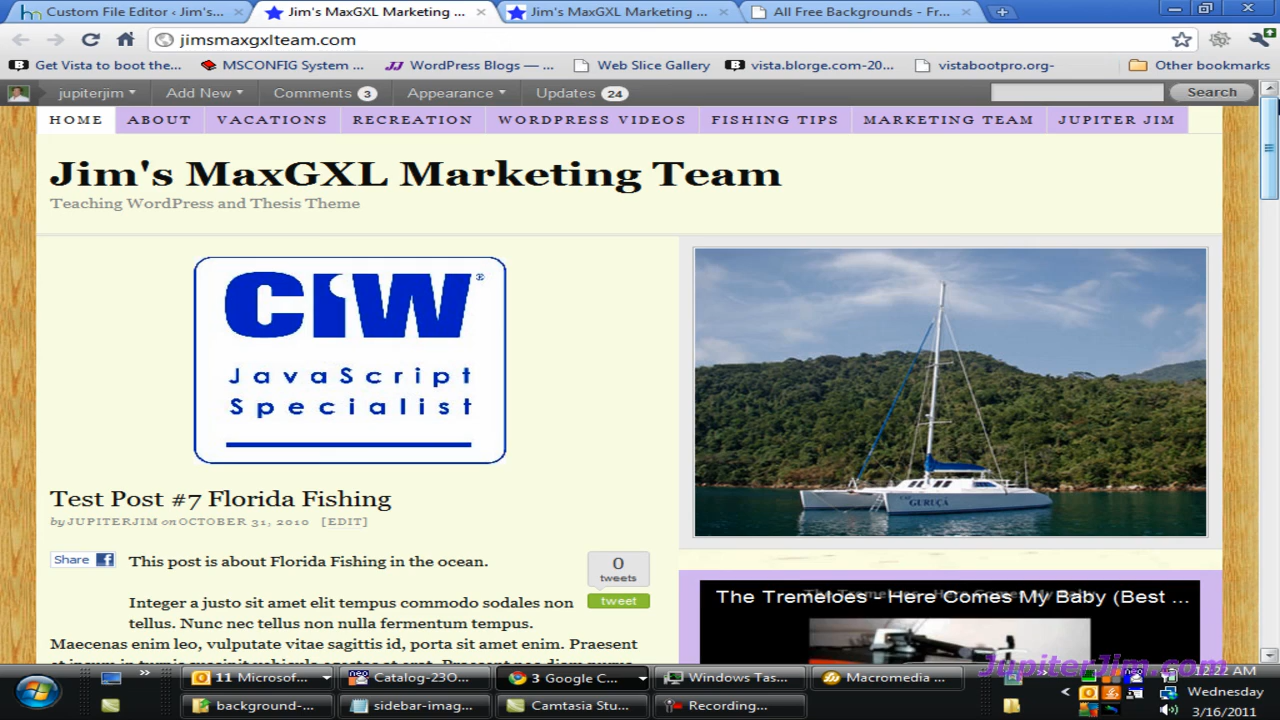 Custom File Editor ‹ Jim's...
Jim's MaxGXL Marketing ...
Jim's MaxGXL Marketing ...
All Free Backgrounds - Fr...
jimsmaxgxlteam.com
Get Vista to boot the...
MSCONFIG System ...
WordPress Blogs — ...
Web Slice Gallery
vista.blorge.com-20...
vistabootpro.org-
Other bookmarks
jupiterjim
Add New
Comments 3
Appearance
Updates 24
Search
HOME
ABOUT
VACATIONS
RECREATION
WORDPRESS VIDEOS
FISHING TIPS
MARKETING TEAM
JUPITER JIM
Jim's MaxGXL Marketing Team
Teaching WordPress and Thesis Theme
CIW®
JavaScript
Specialist
GURUÇÁ
Test Post #7 Florida Fishing
by JUPITERJIM on OCTOBER 31, 2010 [EDIT]
Share
This post is about Florida Fishing in the ocean.
0
tweets
tweet
Integer a justo sit amet elit tempus commodo sodales non
tellus. Nunc nec tellus non nulla fermentum tempus.
Maecenas enim leo, vulputate vitae sagittis id, porta sit amet enim. Praesent
The Tremeloes - Here Comes My Baby (Best ...
JupiterJim.com
11 Microsof...
Catalog-23O...
3 Google C...
Windows Tas...
Macromedia ...
12:22 AM
background-...
sidebar-imag...
Camtasia Stu...
Recording...
Wednesday
3/16/2011